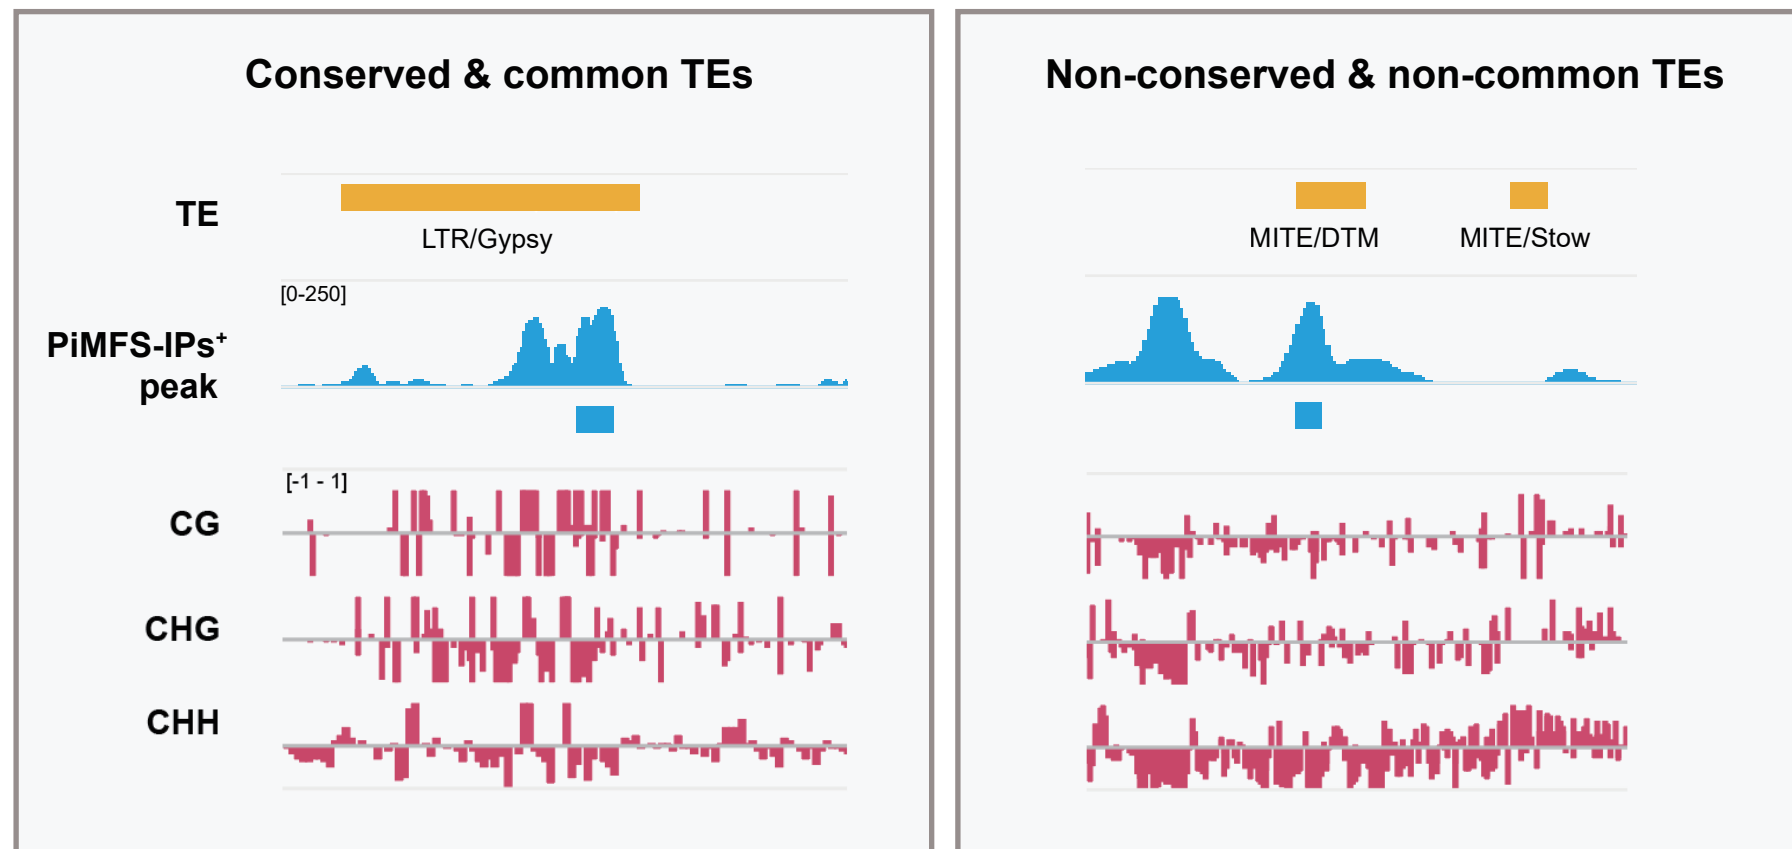 Conserved & common TEs
Non-conserved & non-common TEs
TE
LTR/Gypsy
MITE/DTM
MITE/Stow
[0-250]
PiMFS-IPs⁺
peak
[-1 - 1]
CG
CHG
CHH